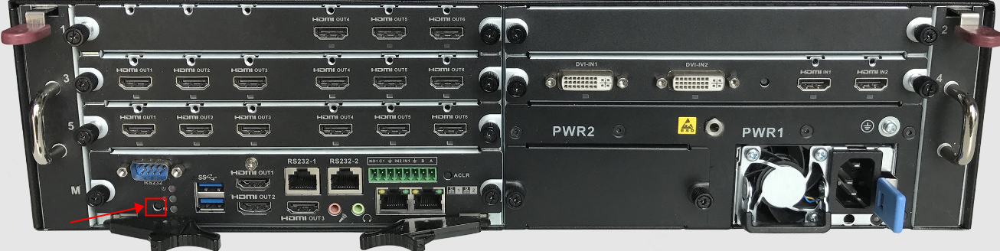 1
HDMI OUT4 HDMI OUT5 HDMI OUT6
2
3
HDMI OUT1 HDMI OUT2 HDMI OUT3 HDMI OUT4 HDMI OUT5 HDMI OUT6
DVI-IN1 DVI-IN2 HDMI IN1 HDMI IN2
4
5
HDMI OUT1 HDMI OUT2 HDMI OUT3 HDMI OUT4 HDMI OUT5 HDMI OUT6
PWR2
ESD
PWR1
M
RS232
SS
HDMI OUT1
HDMI OUT2
RS232-1 RS232-2
HDMI OUT3
NO1 C1 IN2 IN1 B A
ACLR
1 2